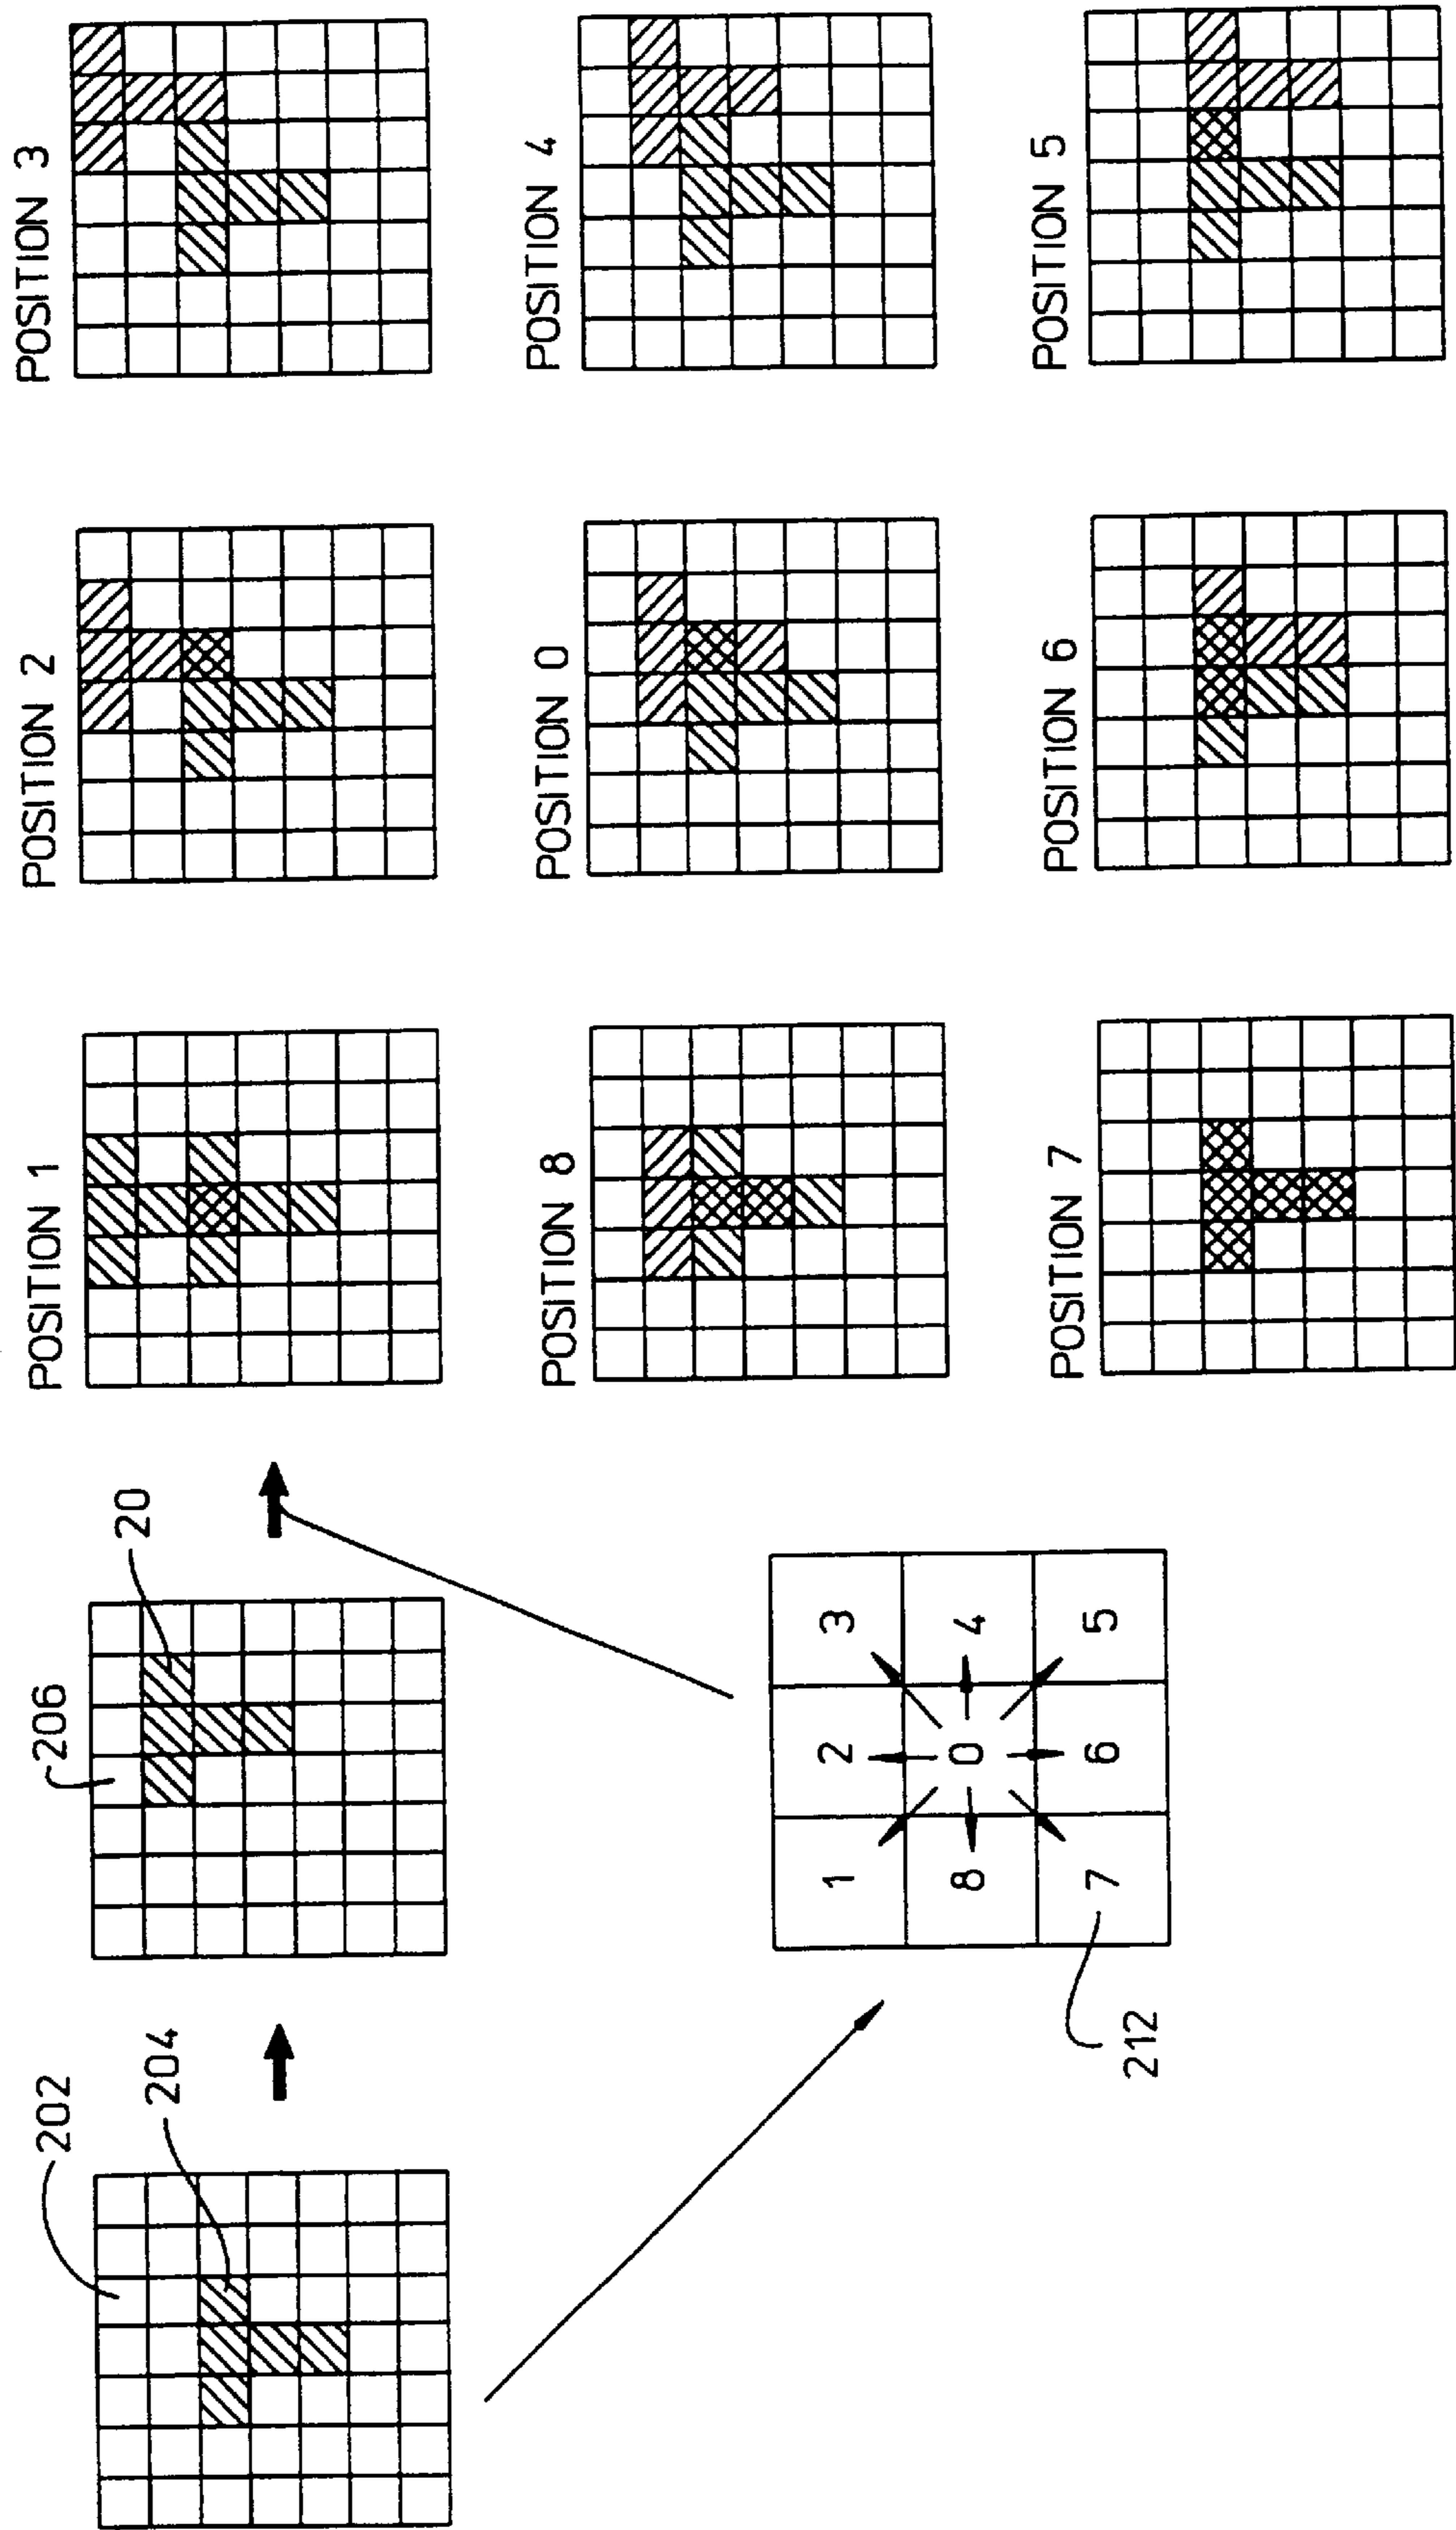 202
204
206
20
212
1
2
3
8
0
4
7
6
5
POSITION 1
POSITION 2
POSITION 3
POSITION 8
POSITION 0
POSITION 4
POSITION 7
POSITION 6
POSITION 5